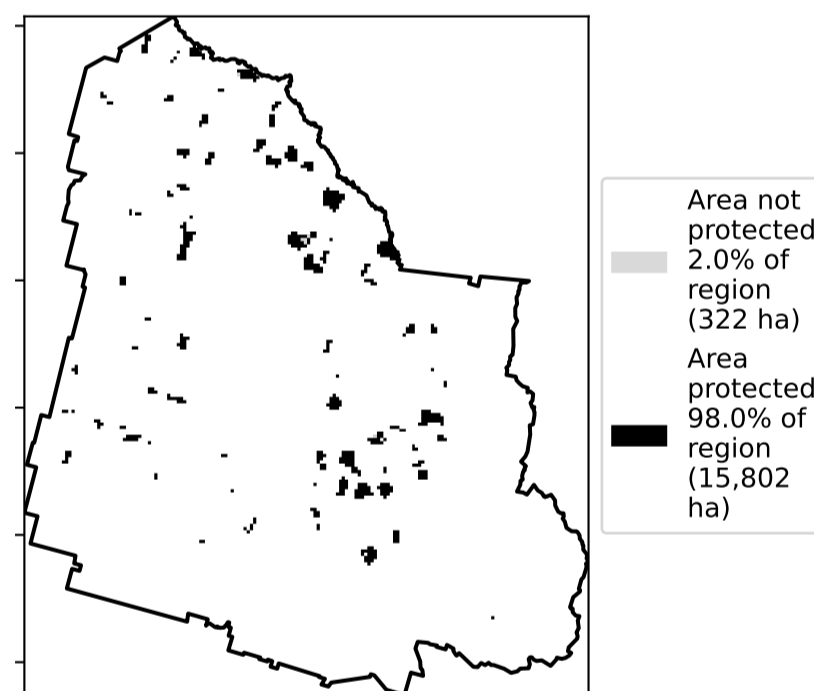 Area not
protected
2.0% of
region
(322 ha)
Area
protected
98.0% of
region
(15,802
ha)